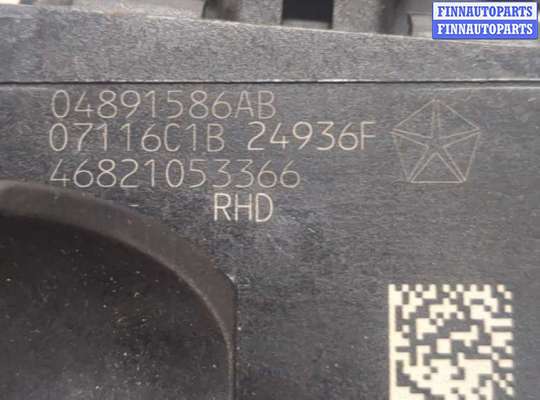 FINNAUTOPARTS
FINNAUTOPARTS
04891586AB
07116C1B 24936F
46821053366
RHD